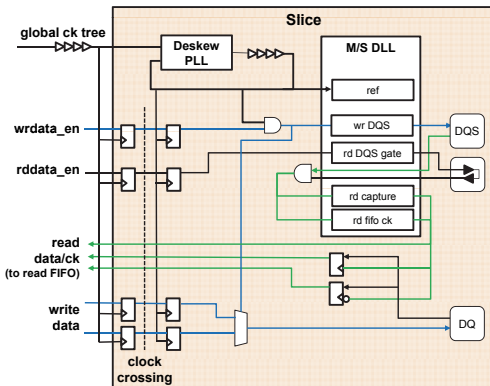 Slice
global ck tree
Deskew
PLL
M/S DLL
ref
wrdata_en
wr DQS
DQS
rddata_en
rd DQS gate
rd capture
rd fifo ck
read
data/ck
(to read FIFO)
write
data
DQ
clock
crossing